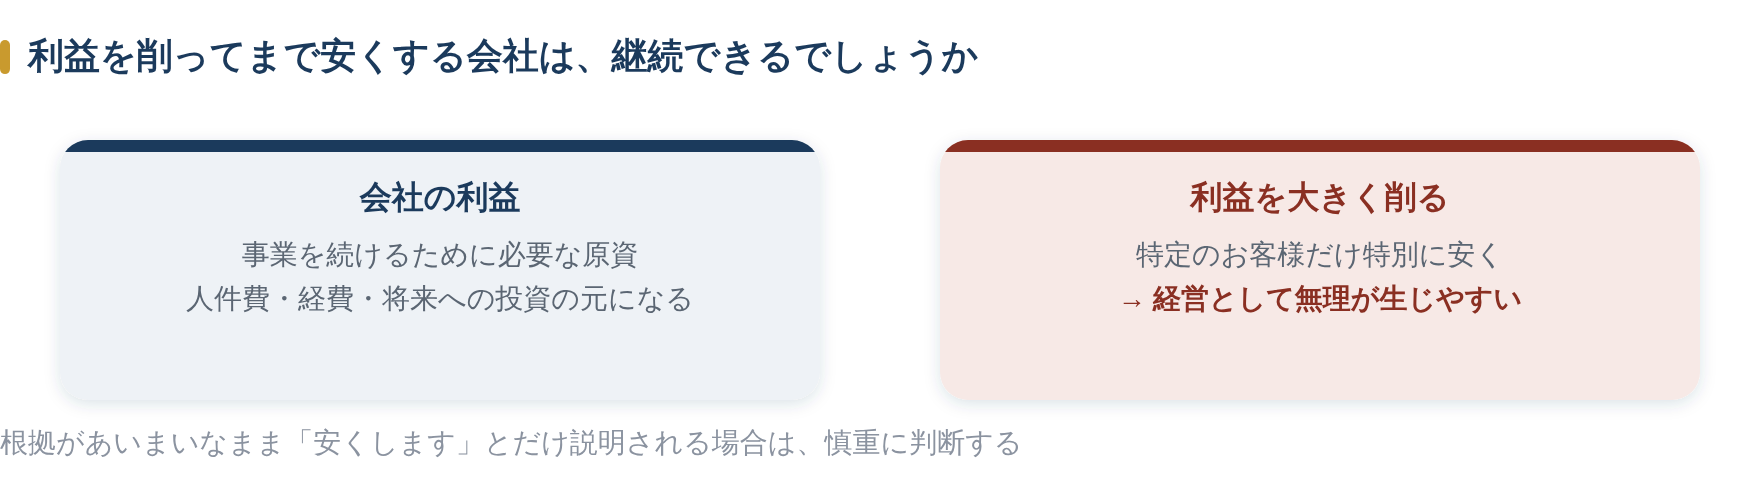 利益を削ってまで安くする会社は、継続できるでしょうか
会社の利益
事業を続けるために必要な原資
人件費・経費・将来への投資の元になる
利益を大きく削る
特定のお客様だけ特別に安く
→ 経営として無理が生じやすい
根拠があいまいなまま「安くします」とだけ説明される場合は、慎重に判断する